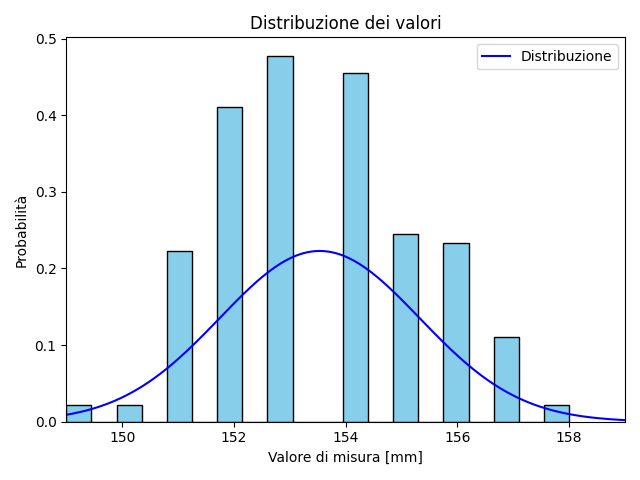 Distribuzione dei valori
Distribuzione
Probabilità
0.5
0.4
0.3
0.2
0.1
0.0
150 152 154 156 158
Valore di misura [mm]